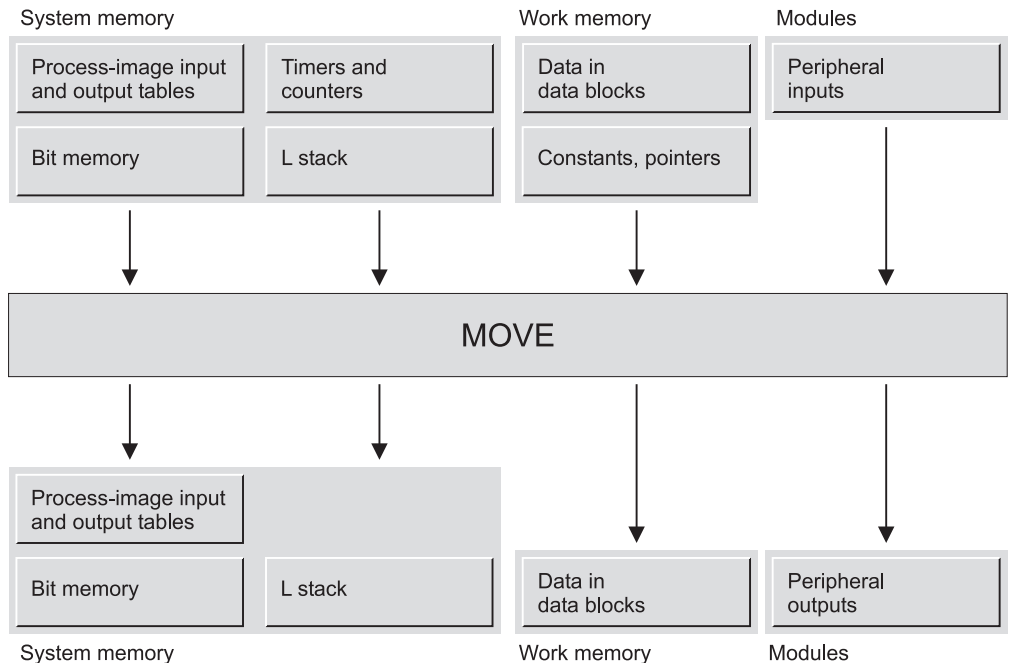 System memory
Work memory
Modules
Process-image input
and output tables
Timers and
counters
Data in
data blocks
Peripheral
inputs
Bit memory
L stack
Constants, pointers
MOVE
Process-image input
and output tables
Bit memory
L stack
Data in
data blocks
Peripheral
outputs
System memory
Work memory
Modules